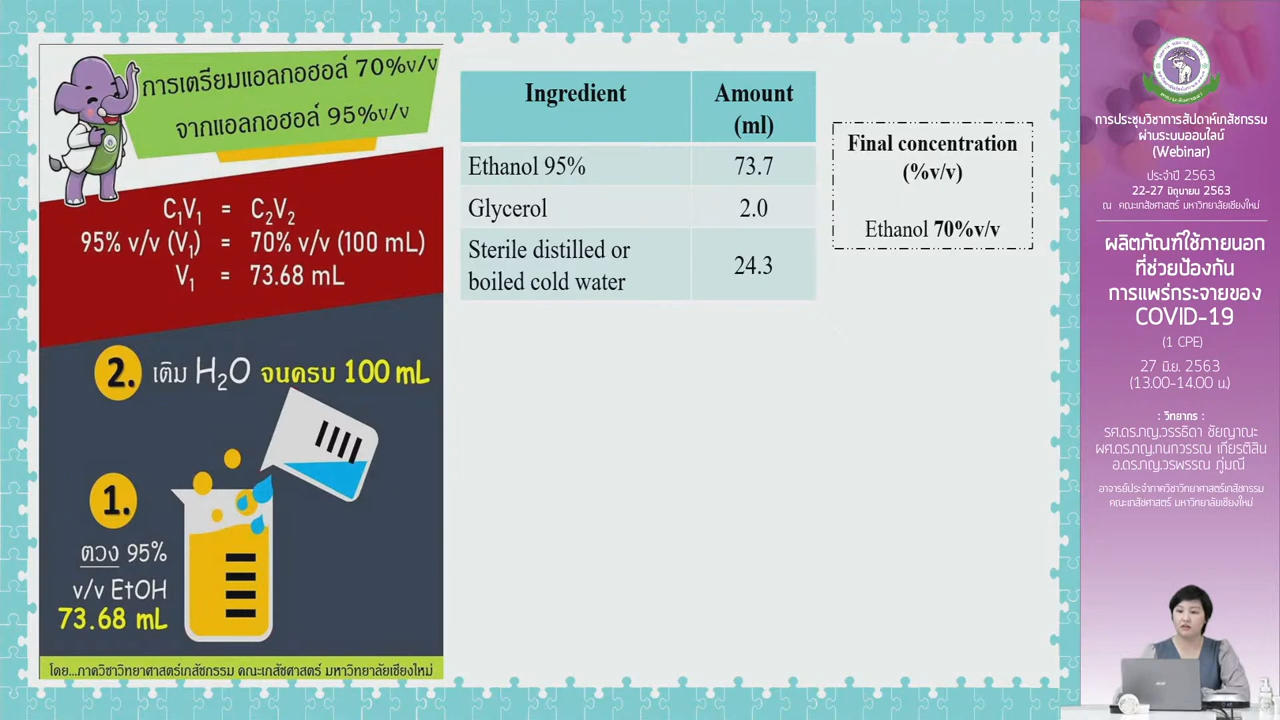 การเตรียมแอลกอฮอล์ 70%v/v
จากแอลกอฮอล์ 95%v/v
C₁V₁ = C₂V₂
95% v/v (V₁) = 70% v/v (100 mL)
V₁ = 73.68 mL
2. เติม H₂O จนครบ 100 mL
1.
ตวง 95%
v/v EtOH
73.68 mL
โดย...ภาควิชาวิทยาศาสตร์เภสัชกรรม คณะเภสัชศาสตร์ มหาวิทยาลัยเชียงใหม่
Ingredient Amount
(ml)
Ethanol 95% 73.7
Glycerol 2.0
Sterile distilled or
boiled cold water 24.3
Final concentration
(%v/v)
Ethanol 70%v/v
การประชุมวิชาการสัปดาห์เภสัชกรรม
ผ่านระบบออนไลน์
(Webinar)
ประจำปี 2563
22-27 มิถุนายน 2563
ณ คณะเภสัชศาสตร์ มหาวิทยาลัยเชียงใหม่
ผลิตภัณฑ์ใช้ภายนอก
ที่ช่วยป้องกัน
การแพร่กระจายของ
COVID-19
(1 CPE)
27 มิ.ย. 2563
(13.00-14.00 น.)
: วิทยากร :
รศ.ดร.ภญ.วรรธิดา ชัยญาณะ
ผศ.ดร.ภญ.กนกวรรณ เกียรติสิน
อ.ดร.ภญ.วรพรรณ ภู่มณี
อาจารย์ประจำภาควิชาวิทยาศาสตร์เภสัชกรรม
คณะเภสัชศาสตร์ มหาวิทยาลัยเชียงใหม่